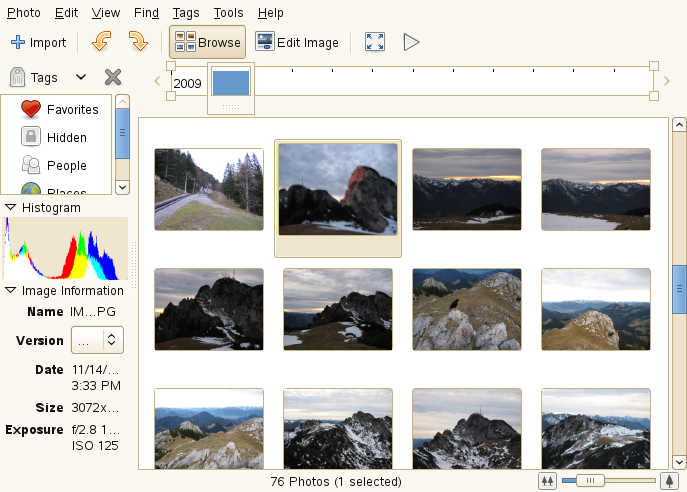 Photo Edit View Find Tags Tools Help
Import Browse Edit Image
Tags
2009
Favorites
Hidden
People
Places
Histogram
Image Information
Name IM...PG
Version ...
Date 11/14/...
3:33 PM
Size 3072x...
Exposure f/2.8 1...
ISO 125
76 Photos (1 selected)